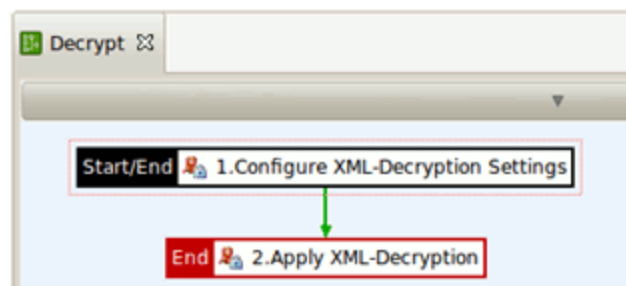 Decrypt
Start/End 1.Configure XML-Decryption Settings
End 2.Apply XML-Decryption